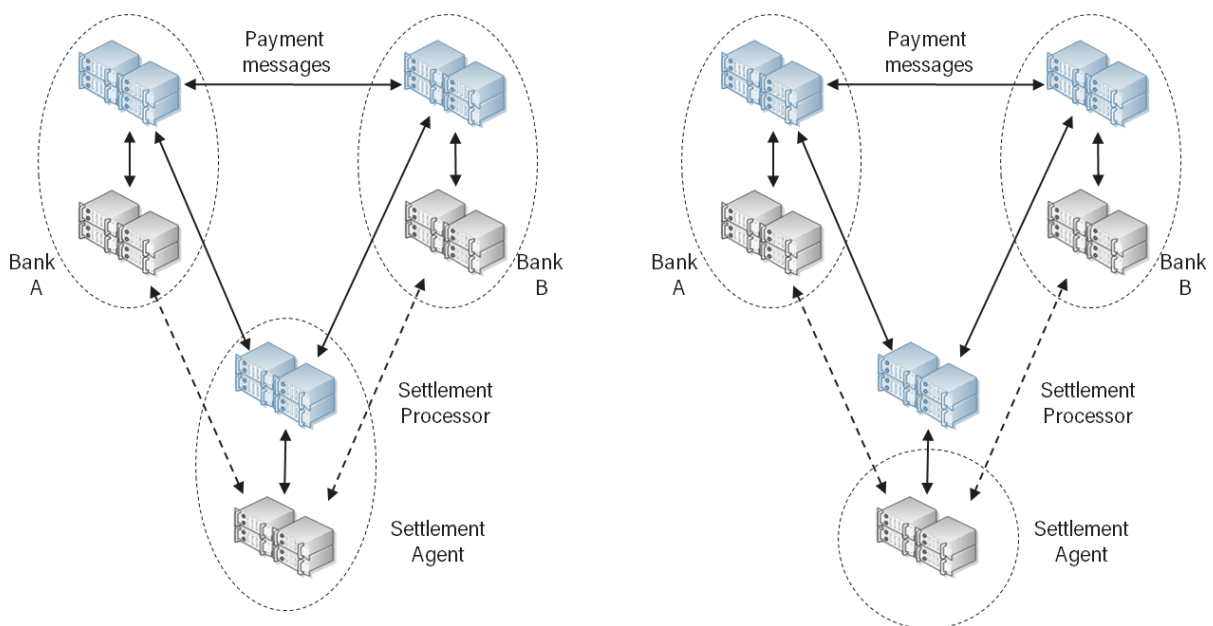 Payment
messages
Bank
A
Bank
B
Settlement
Processor
Settlement
Agent
Payment
messages
Bank
A
Bank
B
Settlement
Processor
Settlement
Agent